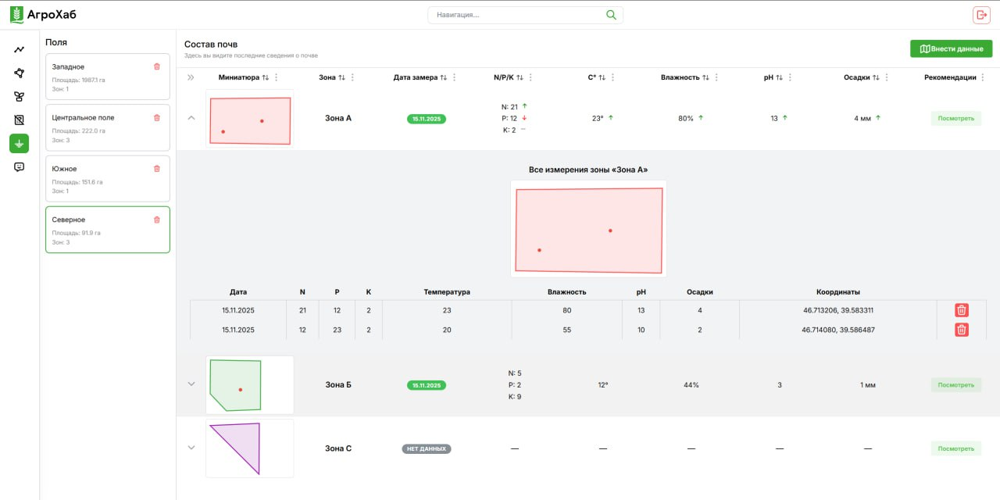 АгроХаб
Навигация...
Поля
Западное
Площадь: 1987.1 га
Зон: 1
Центральное поле
Площадь: 222.0 га
Зон: 3
Южное
Площадь: 151.6 га
Зон: 1
Северное
Площадь: 91.9 га
Зон: 3
Состав почв
Здесь вы видите последние сведения о почве
Внести данные
Миниатюра Зона Дата замера N/P/K C° Влажность pH Осадки Рекомендации
N: 21
Зона А 15.11.2025 P: 12 23° 80% 13 4 мм Посмотреть
K: 2
Все измерения зоны «Зона А»
Дата N P K Температура Влажность pH Осадки Координаты
15.11.2025 21 12 2 23 80 13 4 46.713206, 39.583311
15.11.2025 12 23 2 20 55 10 2 46.714080, 39.586487
N: 5
Зона Б 15.11.2025 P: 2 12° 44% 3 1 мм Посмотреть
K: 9
Зона С НЕТ ДАННЫХ — — — — — Посмотреть